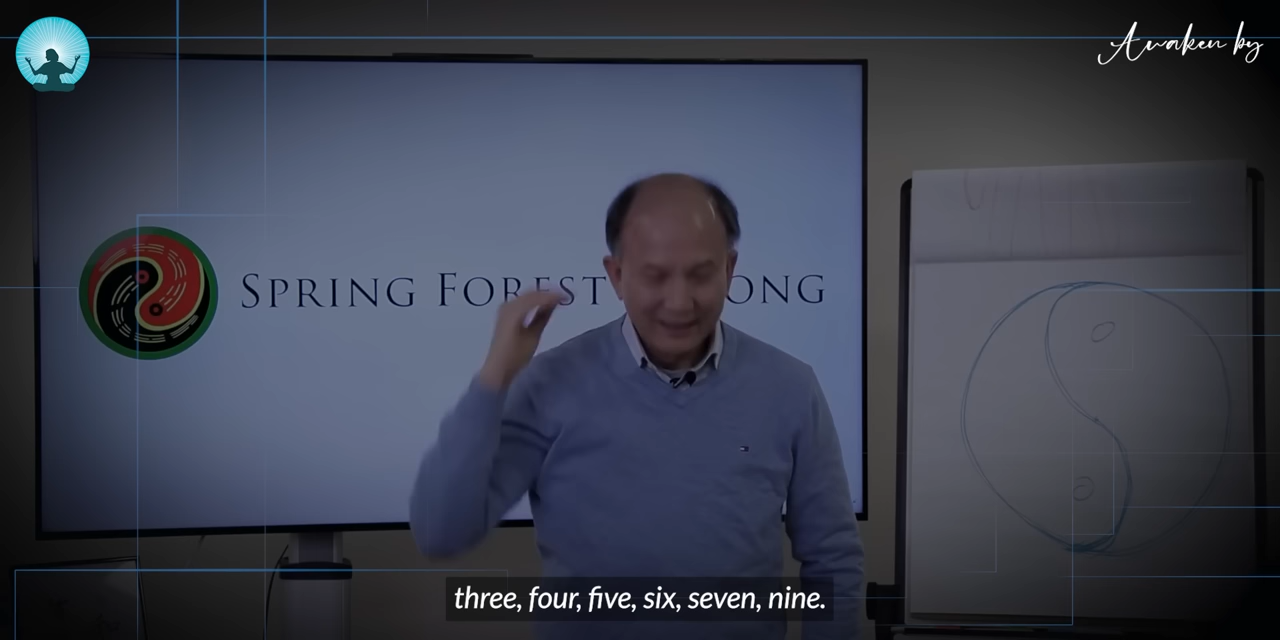 Awaken by
SPRING FOREST ONG
three, four, five, six, seven, nine.